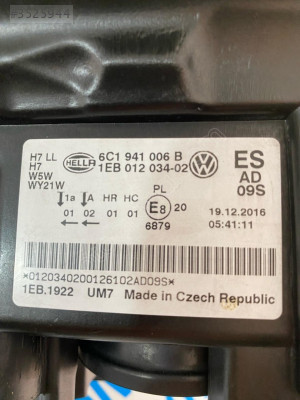 H7 LL
H7
W5W
WY21W
HELLA
6C1 941 006 B
1EB 012 034-02
ES
AD
09S
1a A HR HC
01 02 01 01
PL
E8 20
6879
19.12.2016
05:41:11
*0120340200126102AD09S*
1EB.1922 UM7 Made in Czech Republic